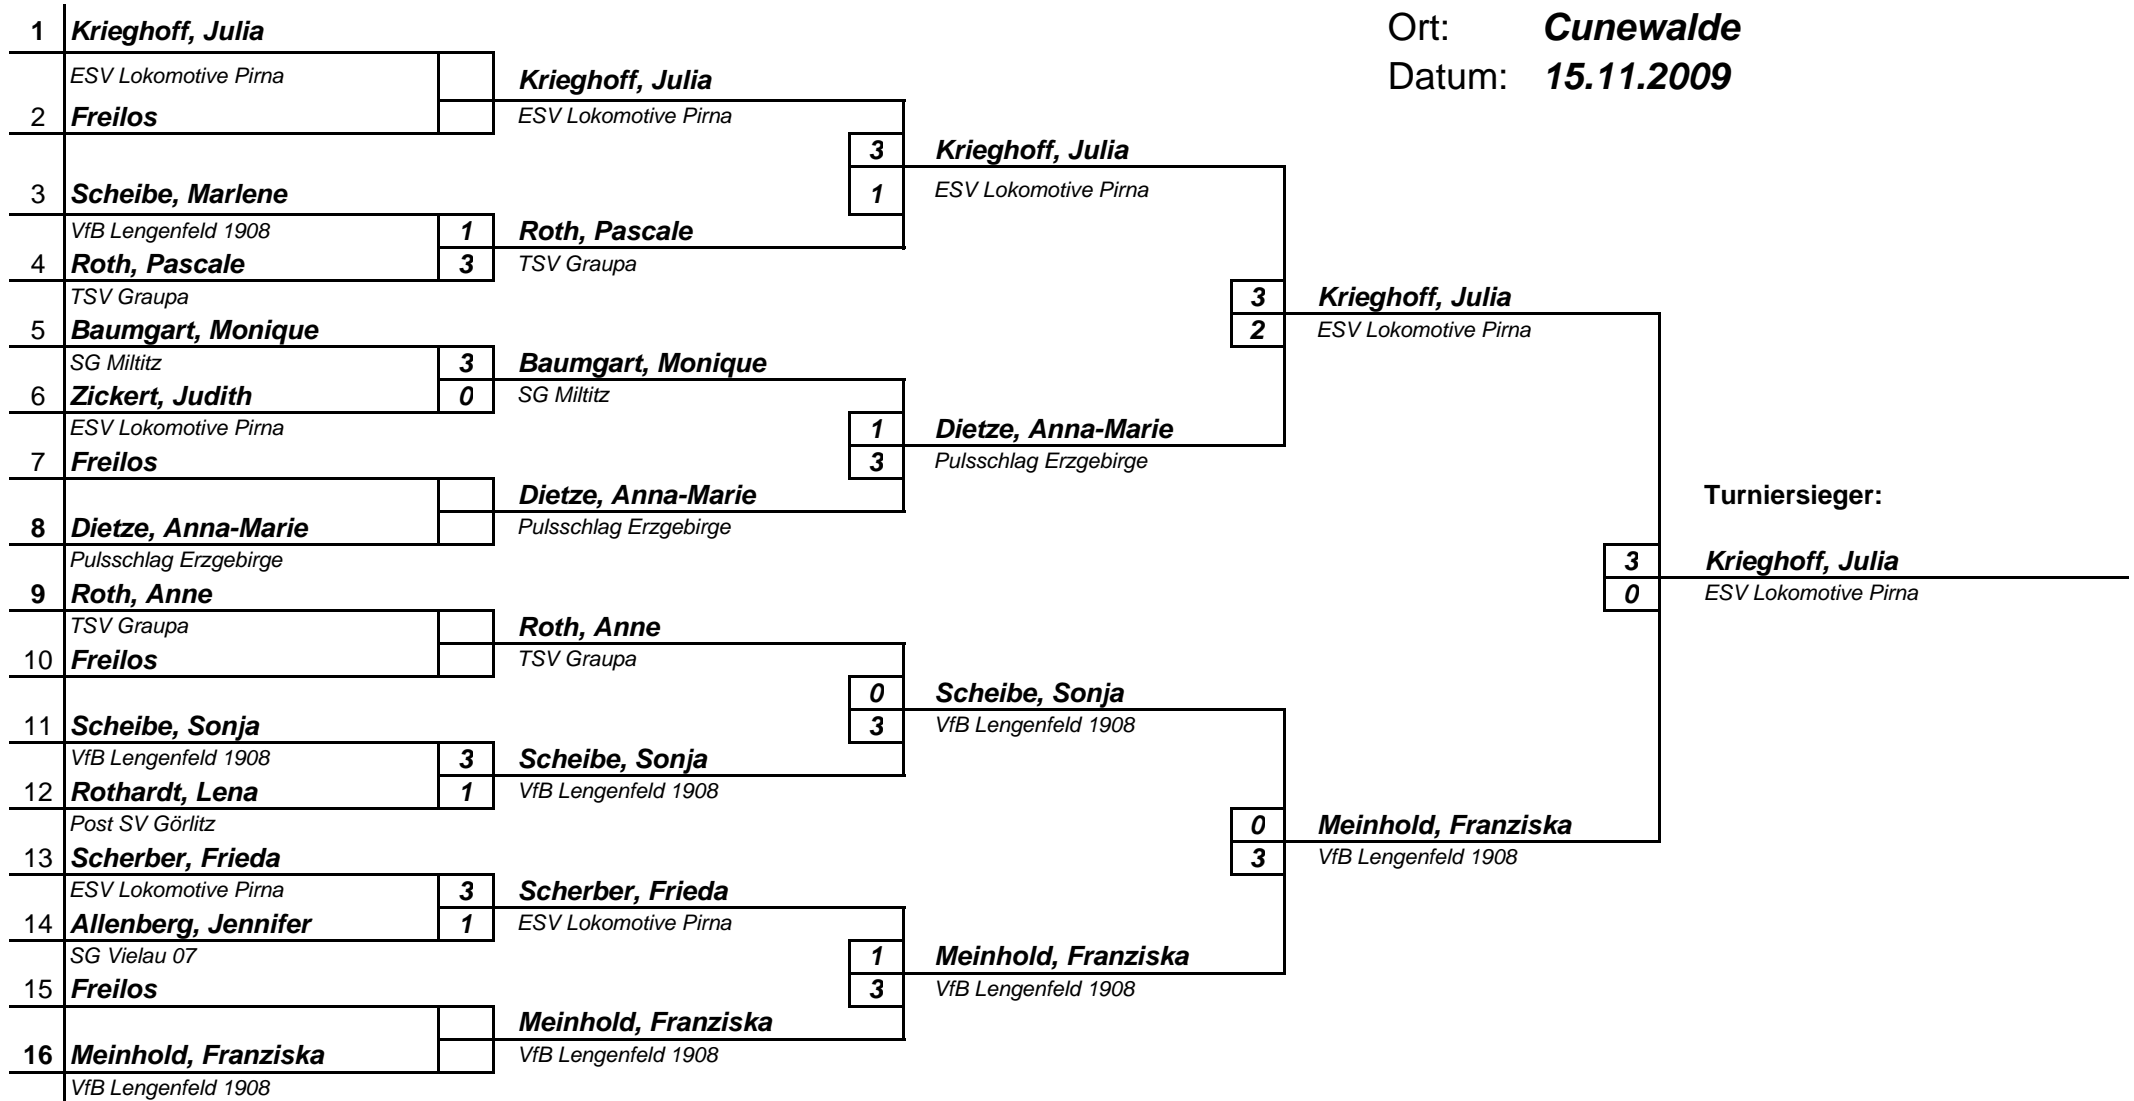 Ort: Cunewalde
Datum: 15.11.2009
1 Krieghoff, Julia
ESV Lokomotive Pirna
2 Freilos
3 Scheibe, Marlene
VfB Lengenfeld 1908 1
4 Roth, Pascale 3
TSV Graupa
5 Baumgart, Monique
SG Miltitz 3
6 Zickert, Judith 0
ESV Lokomotive Pirna
7 Freilos
8 Dietze, Anna-Marie
Pulsschlag Erzgebirge
9 Roth, Anne
TSV Graupa
10 Freilos
11 Scheibe, Sonja
VfB Lengenfeld 1908 3
12 Rothardt, Lena 1
Post SV Görlitz
13 Scherber, Frieda
ESV Lokomotive Pirna 3
14 Allenberg, Jennifer 1
SG Vielau 07
15 Freilos
16 Meinhold, Franziska
VfB Lengenfeld 1908
Krieghoff, Julia
ESV Lokomotive Pirna
3
1
Roth, Pascale
TSV Graupa
Baumgart, Monique
SG Miltitz
1
3
Dietze, Anna-Marie
Pulsschlag Erzgebirge
Roth, Anne
TSV Graupa
0
3
Scheibe, Sonja
VfB Lengenfeld 1908
Scherber, Frieda
ESV Lokomotive Pirna
1
3
Meinhold, Franziska
VfB Lengenfeld 1908
Krieghoff, Julia
ESV Lokomotive Pirna
3
2
Dietze, Anna-Marie
Pulsschlag Erzgebirge
Scheibe, Sonja
VfB Lengenfeld 1908
0
3
Meinhold, Franziska
VfB Lengenfeld 1908
Krieghoff, Julia
ESV Lokomotive Pirna
3
0
Meinhold, Franziska
VfB Lengenfeld 1908
Turniersieger:
Krieghoff, Julia
ESV Lokomotive Pirna